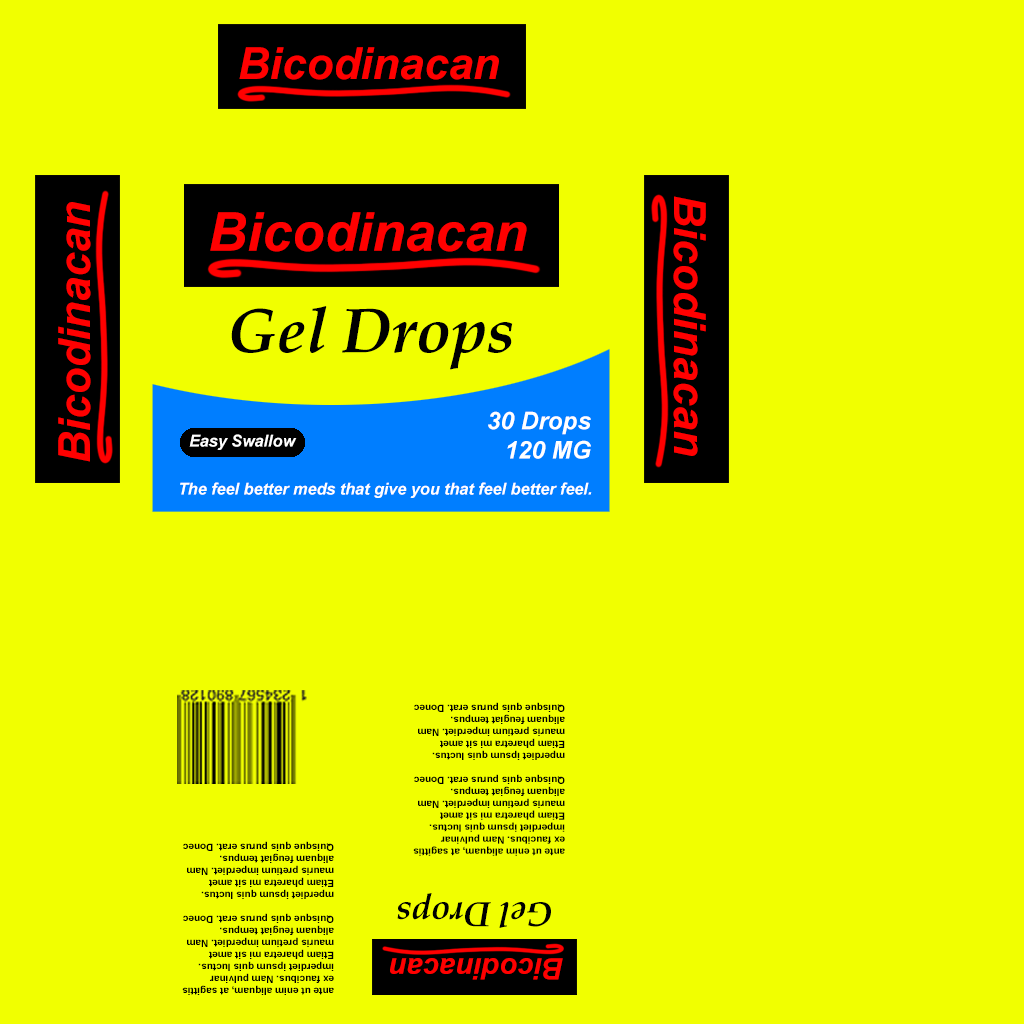 Bicodinacan
Bicodinacan
Bicodinacan
Gel Drops
30 Drops
120 MG
Easy Swallow
The feel better meds that give you that feel better feel.
Bicodinacan
Bicodinacan
Gel Drops
ante ut enim aliquam, at sagittis
ex faucibus. Nam pulvinar
imperdiet ipsum quis luctus.
Etiam pharetra mi sit amet
mauris pretium imperdiet. Nam
aliquam feugiat tempus.
Quisque quis purus erat. Donec
mperdiet ipsum quis luctus.
Etiam pharetra mi sit amet
mauris pretium imperdiet. Nam
aliquam feugiat tempus.
Quisque quis purus erat. Donec
ante ut enim aliquam, at sagittis
ex faucibus. Nam pulvinar
imperdiet ipsum quis luctus.
Etiam pharetra mi sit amet
mauris pretium imperdiet. Nam
aliquam feugiat tempus.
Quisque quis purus erat. Donec
mperdiet ipsum quis luctus.
Etiam pharetra mi sit amet
mauris pretium imperdiet. Nam
aliquam feugiat tempus.
Quisque quis purus erat. Donec
1 234567 890128